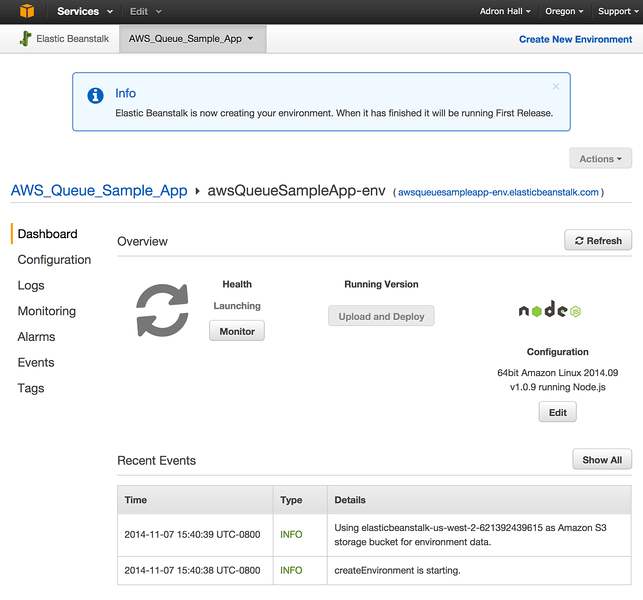 Services Edit Adron Hall Oregon Support
Elastic Beanstalk AWS_Queue_Sample_App Create New Environment
Info
Elastic Beanstalk is now creating your environment. When it has finished it will be running First Release.
Actions
AWS_Queue_Sample_App awsQueueSampleApp-env ( awsqueuesampleapp-env.elasticbeanstalk.com )
Dashboard
Configuration
Logs
Monitoring
Alarms
Events
Tags
Overview
Refresh
Health
Launching
Monitor
Running Version
Upload and Deploy
node JS
Configuration
64bit Amazon Linux 2014.09
v1.0.9 running Node.js
Edit
Recent Events
Show All
Time Type Details
2014-11-07 15:40:39 UTC-0800 INFO Using elasticbeanstalk-us-west-2-621392439615 as Amazon S3
storage bucket for environment data.
2014-11-07 15:40:38 UTC-0800 INFO createEnvironment is starting.